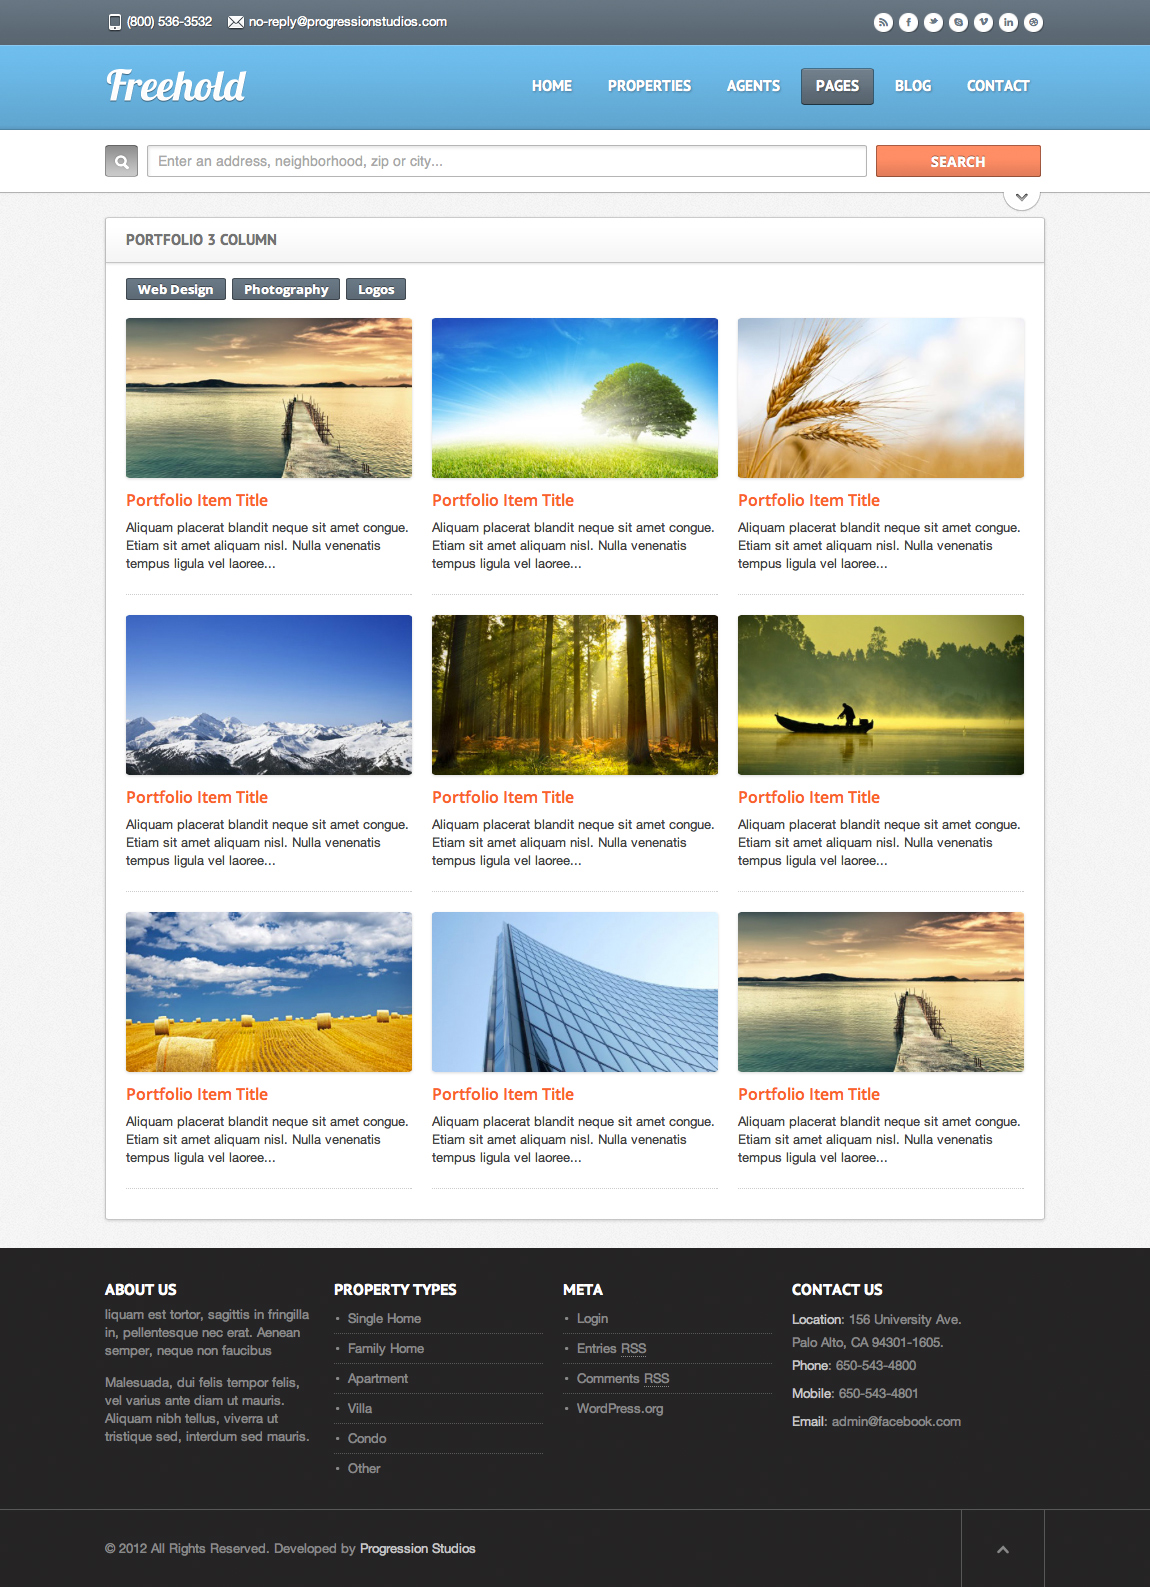 (800) 536-3532 no-reply@progressionstudios.com
Freehold
HOME PROPERTIES AGENTS PAGES BLOG CONTACT
Enter an address, neighborhood, zip or city... SEARCH
PORTFOLIO 3 COLUMN
Web Design Photography Logos
Portfolio Item Title
Aliquam placerat blandit neque sit amet congue.
Etiam sit amet aliquam nisl. Nulla venenatis
tempus ligula vel laoree...
Portfolio Item Title
Aliquam placerat blandit neque sit amet congue.
Etiam sit amet aliquam nisl. Nulla venenatis
tempus ligula vel laoree...
Portfolio Item Title
Aliquam placerat blandit neque sit amet congue.
Etiam sit amet aliquam nisl. Nulla venenatis
tempus ligula vel laoree...
Portfolio Item Title
Aliquam placerat blandit neque sit amet congue.
Etiam sit amet aliquam nisl. Nulla venenatis
tempus ligula vel laoree...
Portfolio Item Title
Aliquam placerat blandit neque sit amet congue.
Etiam sit amet aliquam nisl. Nulla venenatis
tempus ligula vel laoree...
Portfolio Item Title
Aliquam placerat blandit neque sit amet congue.
Etiam sit amet aliquam nisl. Nulla venenatis
tempus ligula vel laoree...
Portfolio Item Title
Aliquam placerat blandit neque sit amet congue.
Etiam sit amet aliquam nisl. Nulla venenatis
tempus ligula vel laoree...
Portfolio Item Title
Aliquam placerat blandit neque sit amet congue.
Etiam sit amet aliquam nisl. Nulla venenatis
tempus ligula vel laoree...
Portfolio Item Title
Aliquam placerat blandit neque sit amet congue.
Etiam sit amet aliquam nisl. Nulla venenatis
tempus ligula vel laoree...
ABOUT US
liquam est tortor, sagittis in fringilla
in, pellentesque nec erat. Aenean
semper, neque non faucibus
Malesuada, dui felis tempor felis,
vel varius ante diam ut mauris.
Aliquam nibh tellus, viverra ut
tristique sed, interdum sed mauris.
PROPERTY TYPES
• Single Home
• Family Home
• Apartment
• Villa
• Condo
• Other
META
• Login
• Entries RSS
• Comments RSS
• WordPress.org
CONTACT US
Location: 156 University Ave.
Palo Alto, CA 94301-1605.
Phone: 650-543-4800
Mobile: 650-543-4801
Email: admin@facebook.com
© 2012 All Rights Reserved. Developed by Progression Studios